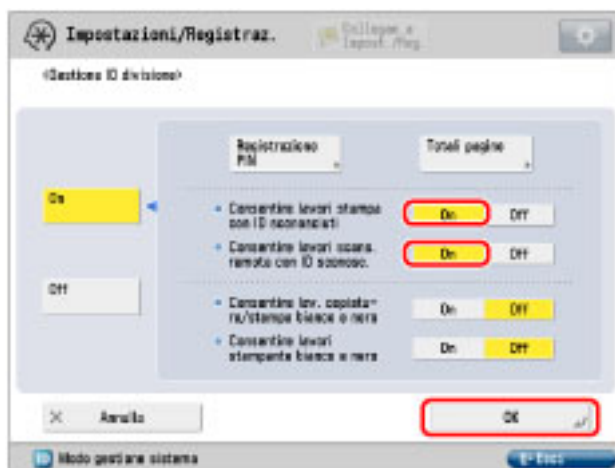 Impostazioni/Registraz.
Collegam. a
Impost./Reg.
<Gestione ID divisione>
Registrazione
PIN
Totali pagine
On
Consentire lavori stampa
con ID sconosciuti
On Off
Consentire lavori scans.
remota con ID sconosc.
On Off
Off
Consentire lav. copiatu-
ra/stampa bianco e nero
On Off
Consentire lavori
stampante bianco e nero
On Off
Annulla
OK
Modo gestione sistema
Esci